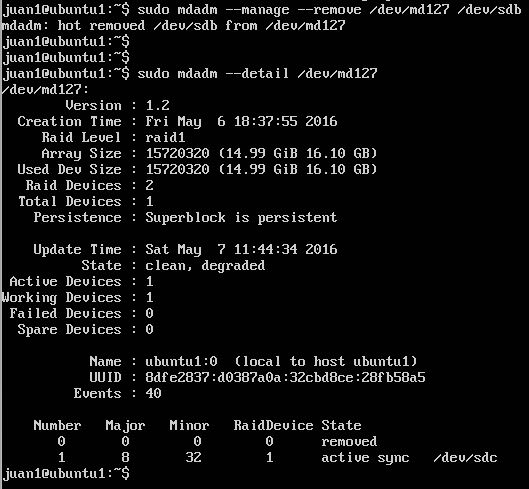 juan1@ubuntu1:~$ sudo mdadm --manage --remove /dev/md127 /dev/sdb
mdadm: hot removed /dev/sdb from /dev/md127
juan1@ubuntu1:~$
juan1@ubuntu1:~$
juan1@ubuntu1:~$ sudo mdadm --detail /dev/md127
/dev/md127:
Version : 1.2
Creation Time : Fri May  6 18:37:55 2016
Raid Level : raid1
Array Size : 15720320 (14.99 GiB 16.10 GB)
Used Dev Size : 15720320 (14.99 GiB 16.10 GB)
Raid Devices : 2
Total Devices : 1
Persistence : Superblock is persistent
Update Time : Sat May  7 11:44:34 2016
State : clean, degraded
Active Devices : 1
Working Devices : 1
Failed Devices : 0
Spare Devices : 0
Name : ubuntu1:0  (local to host ubuntu1)
UUID : 8dfe2837:d0387a0a:32cbd8ce:28fb58a5
Events : 40
Number   Major   Minor   RaidDevice State
0       0        0        0      removed
1       8       32        1      active sync   /dev/sdc
juan1@ubuntu1:~$